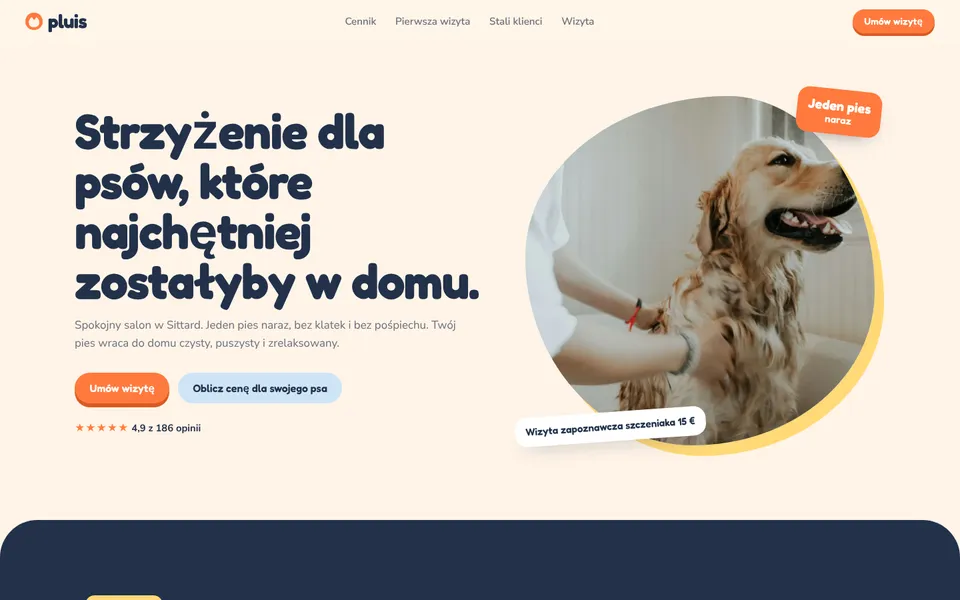 pluis
Cennik
Pierwsza wizyta
Stali klienci
Wizyta
Umów wizytę
Strzyżenie dla
psów, które
najchętniej
zostałyby w domu.
Spokojny salon w Sittard. Jeden pies naraz, bez klatek i bez pośpiechu. Twój
pies wraca do domu czysty, puszysty i zrelaksowany.
Umów wizytę
Oblicz cenę dla swojego psa
★★★★★ 4,9 z 186 opinii
Jeden pies
naraz
Wizyta zapoznawcza szczeniaka 15 €